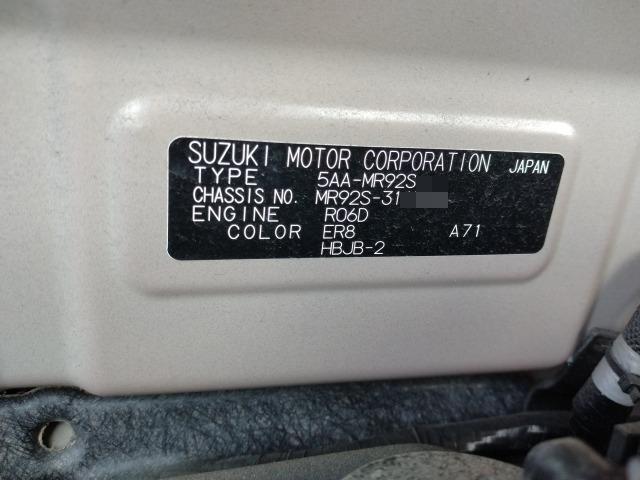 SUZUKI MOTOR CORPORATION JAPAN
TYPE 5AA-MR92S
CHASSIS NO. MR92S-31
ENGINE R06D
COLOR ER8 A71
HBJB-2